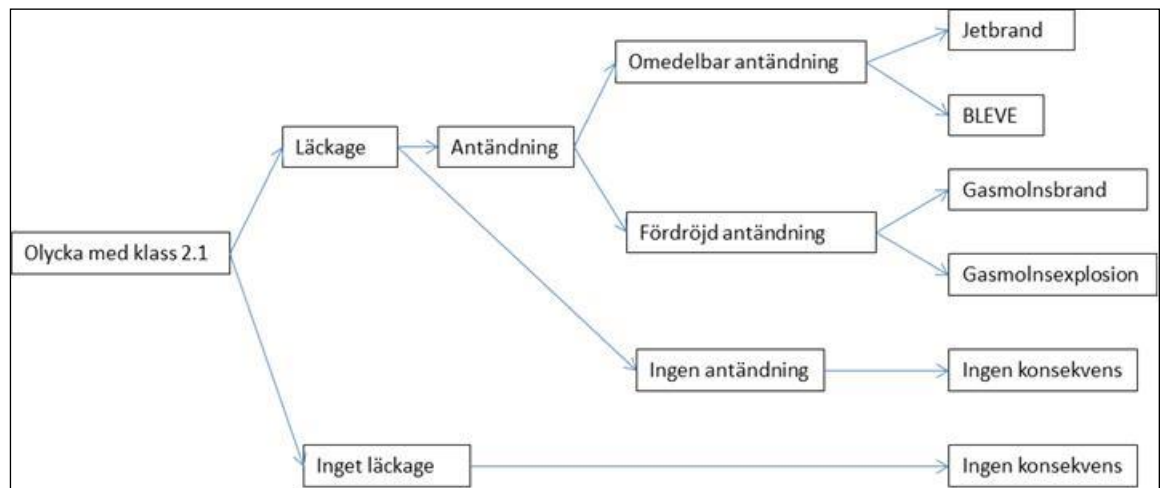 Jetbrand
Omedelbar antändning
BLEVE
Läckage
Antändning
Gasmolnsbrand
Fördröjd antändning
Olycka med klass 2.1
Gasmolnsexplosion
Ingen antändning
Ingen konsekvens
Inget läckage
Ingen konsekvens